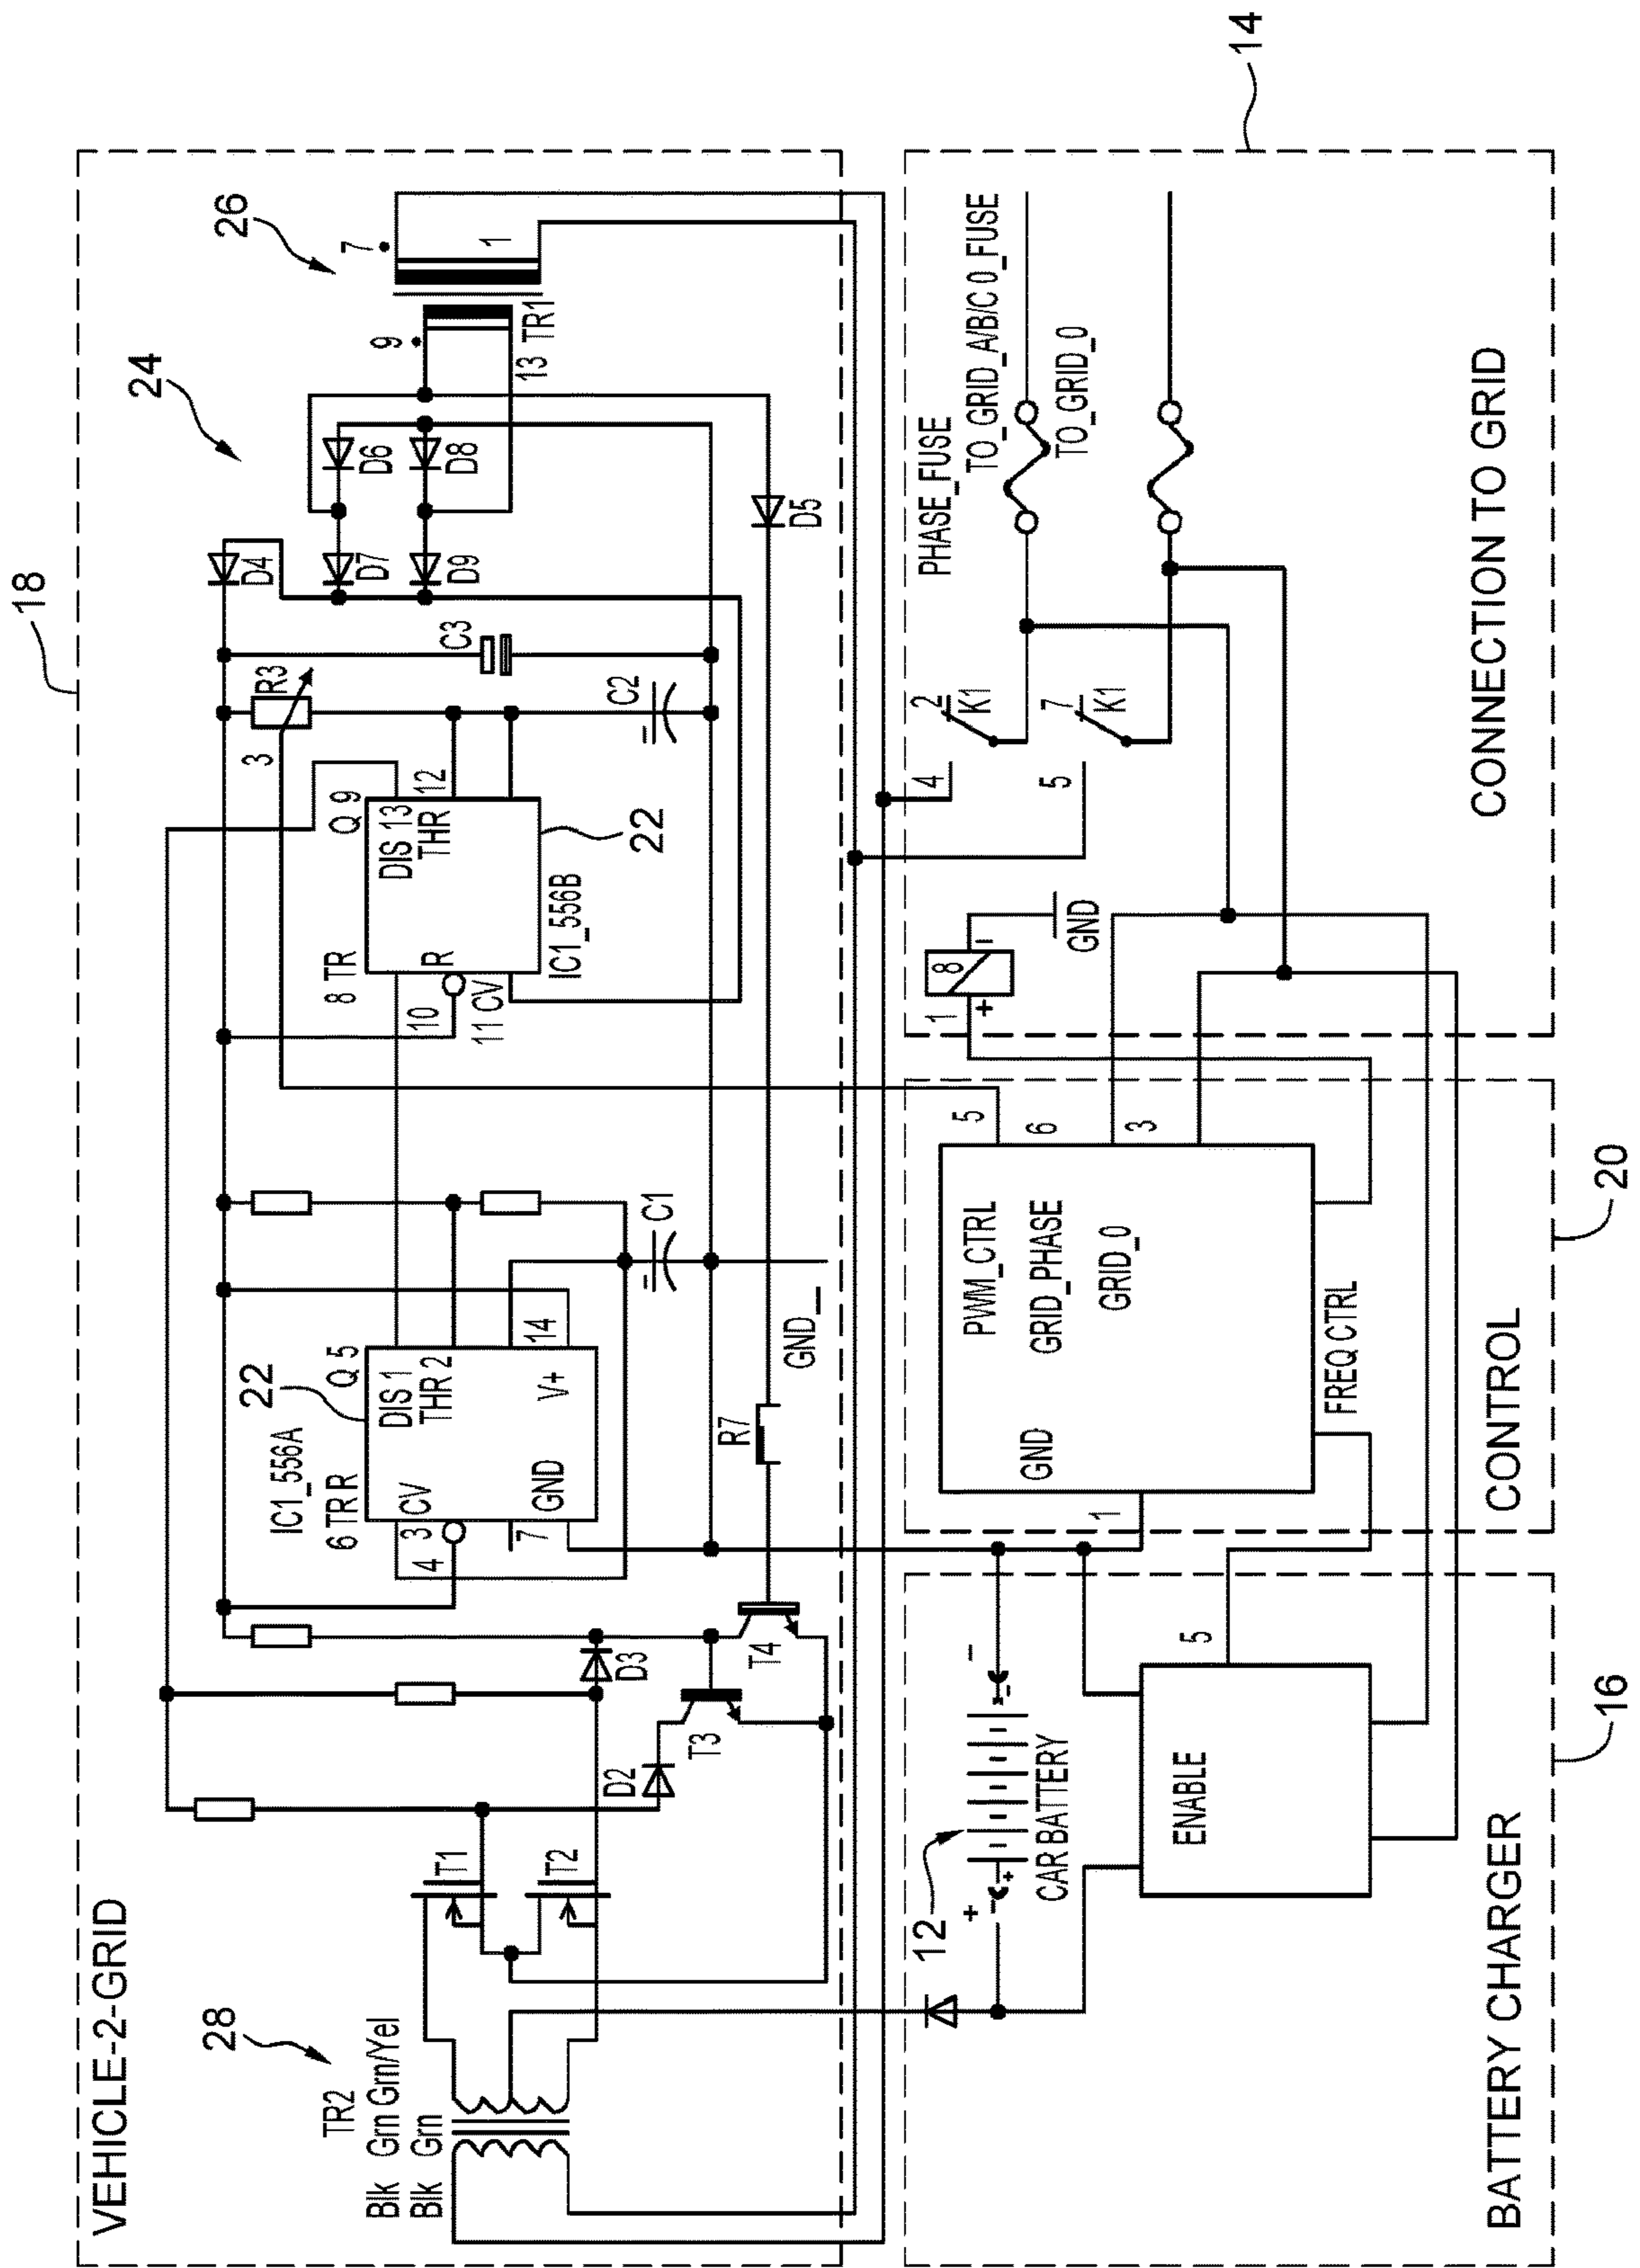 VEHICLE-2-GRID
18
28
TR2
Blk Grn Grn/Yel
Blk Grn
T1
T2
D2
T3
D3
T4
R7
GND
IC1_556A
22
6 TR R
Q 5
3
CV
DIS 1
THR 2
4
7
GND
V+
14
C1
8 TR
Q 9
R
DIS 13
THR
12
10
11 CV
IC1_556B
22
3
R3
C2
C3
D4
D7
D9
D6
D8
D5
24
26
9
13
TR1
7
1
BATTERY CHARGER
16
12
+
-
+
-
CAR BATTERY
ENABLE
5
CONTROL
20
1
GND
PWM_CTRL
GRID_PHASE
GRID_0
FREQ CTRL
5
6
3
CONNECTION TO GRID
14
1
+
8
-
GND
4
5
2
K1
7
K1
PHASE_FUSE
TO_GRID_A/B/C 0_FUSE
TO_GRID_0